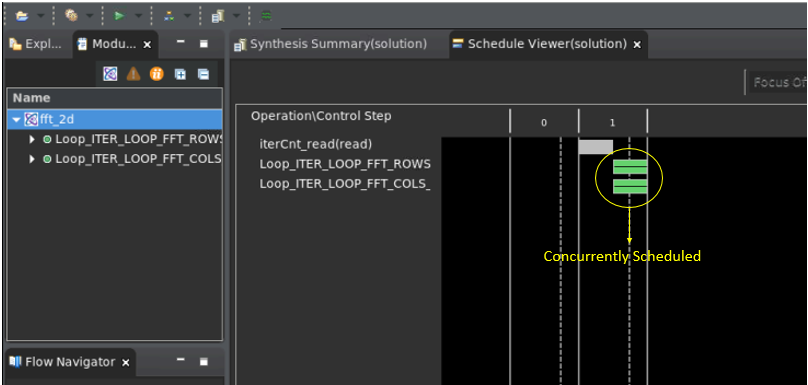 Expl...
Modu...
Synthesis Summary(solution)
Schedule Viewer(solution)
Focus Of
Name
fft_2d
Loop_ITER_LOOP_FFT_ROWS
Loop_ITER_LOOP_FFT_COLS
Operation\Control Step
0
1
iterCnt_read(read)
Loop_ITER_LOOP_FFT_ROWS
Loop_ITER_LOOP_FFT_COLS_
Concurrently Scheduled
Flow Navigator